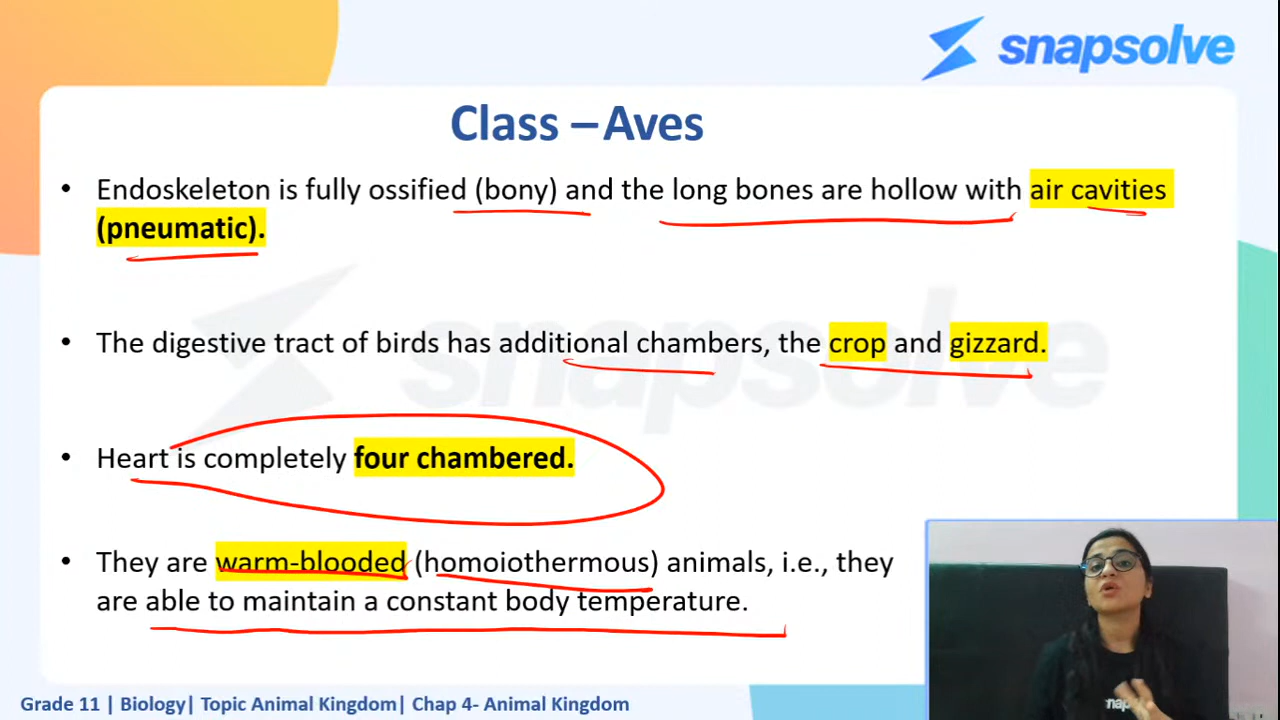 snapsolve
Class –Aves
• Endoskeleton is fully ossified (bony) and the long bones are hollow with air cavities
(pneumatic).
• The digestive tract of birds has additional chambers, the crop and gizzard.
• Heart is completely four chambered.
• They are warm-blooded (homoiothermous) animals, i.e., they
are able to maintain a constant body temperature.
snapsolve
Grade 11 | Biology| Topic Animal Kingdom| Chap 4- Animal Kingdom